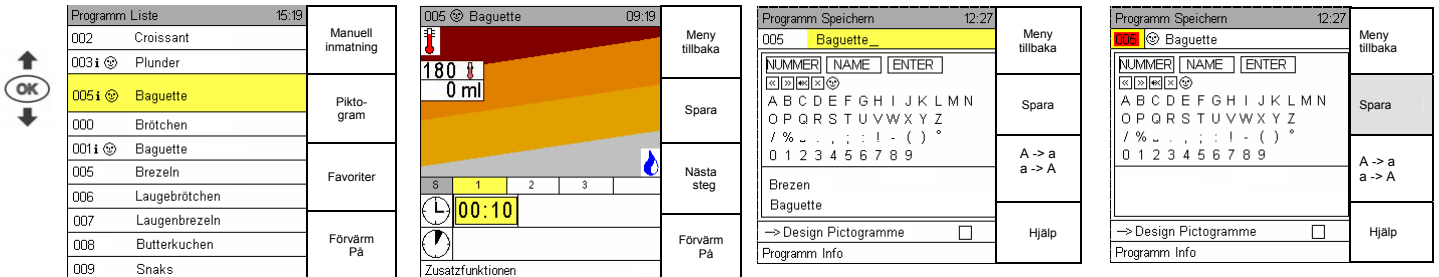 OK
Programm Liste 15:19
002 Croissant
003 i Plunder
005 i Baguette
000 Brötchen
001 i Baguette
005 Brezeln
006 Laugebrötchen
007 Laugenbrezeln
008 Butterkuchen
009 Snaks
Manuell
inmatning
Pikto-
gram
Favoriter
Förvärm
På
005 Baguette 09:19
180
0 ml
S 1 2 3
00:10
Zusatzfunktionen
Meny
tillbaka
Spara
Nästa
steg
Förvärm
På
Programm Speichern 12:27
005 Baguette_
NUMMER NAME ENTER
A B C D E F G H I J K L M N
O P Q R S T U V W X Y Z
/ % _ . , ; : ! - ( ) °
0 1 2 3 4 5 6 7 8 9
Brezen
Baguette
--> Design Pictogramme
Programm Info
Meny
tillbaka
Spara
A -> a
a -> A
Hjälp
Programm Speichern 12:27
005 Baguette
NUMMER NAME ENTER
A B C D E F G H I J K L M N
O P Q R S T U V W X Y Z
/ % _ . , ; : ! - ( ) °
0 1 2 3 4 5 6 7 8 9
--> Design Pictogramme
Programm Info
Meny
tillbaka
Spara
A -> a
a -> A
Hjälp